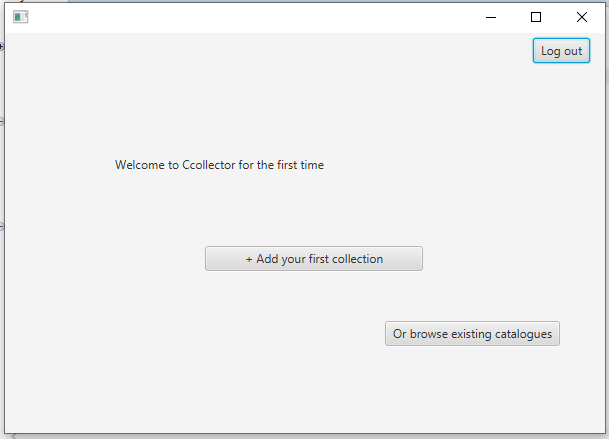 Log out
Welcome to Ccollector for the first time
+ Add your first collection
Or browse existing catalogues